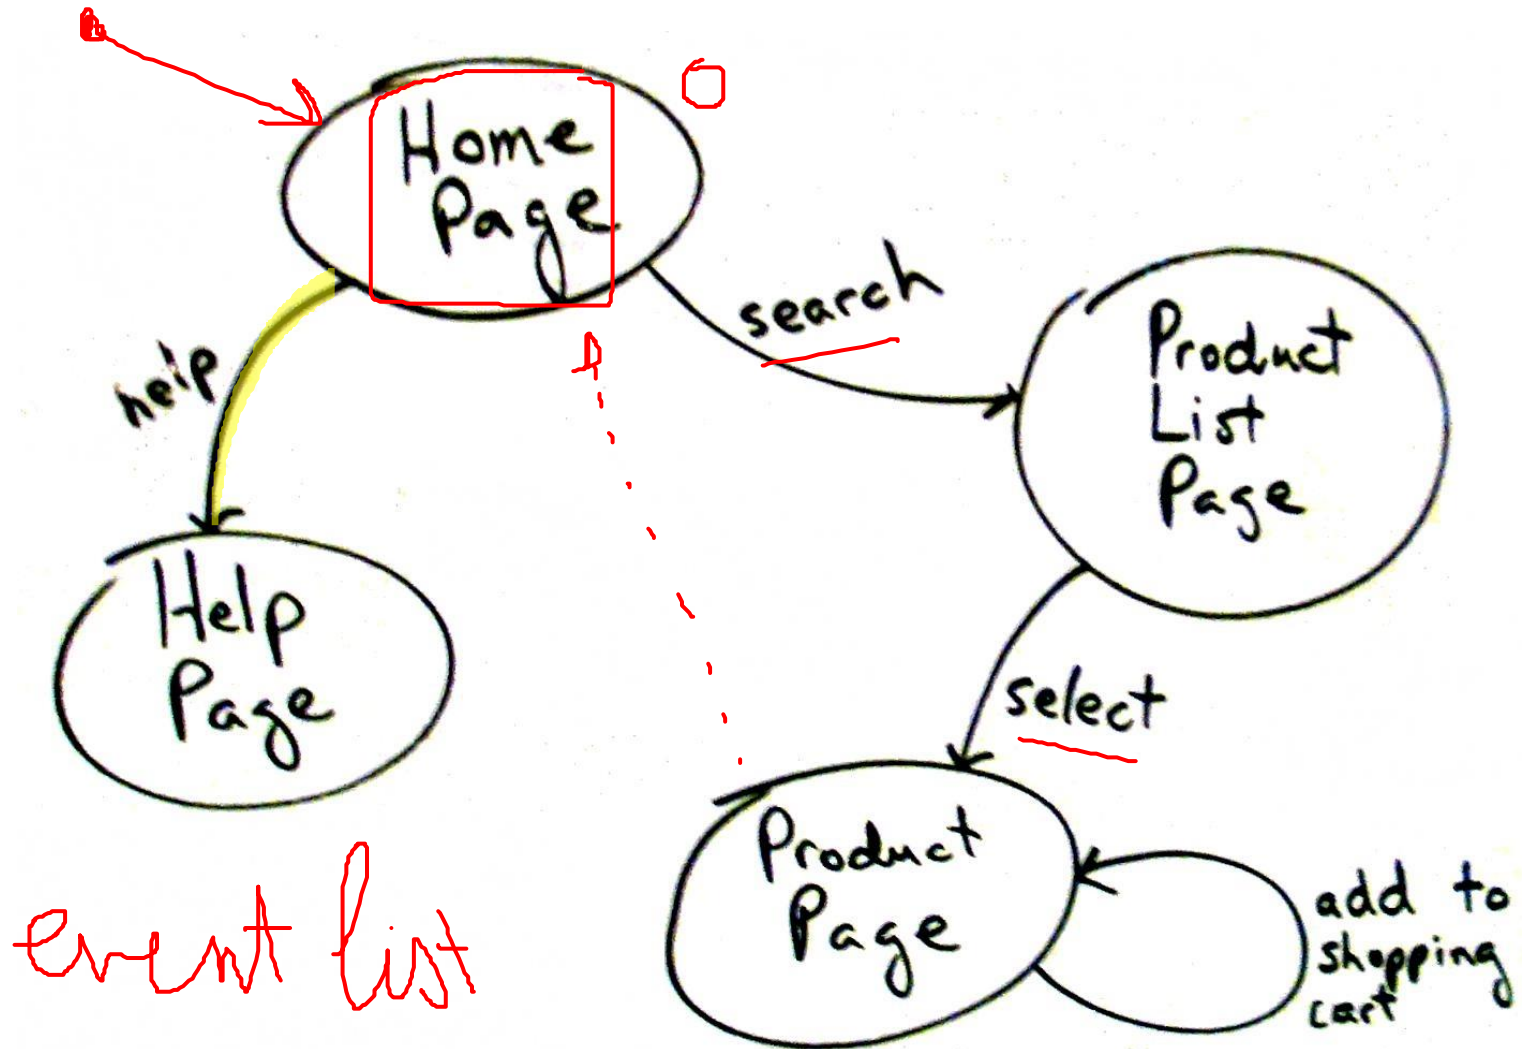 Home
Page
search
help
Product
List
Page
Help
Page
select
Product
Page
add to
shopping
cart
event list